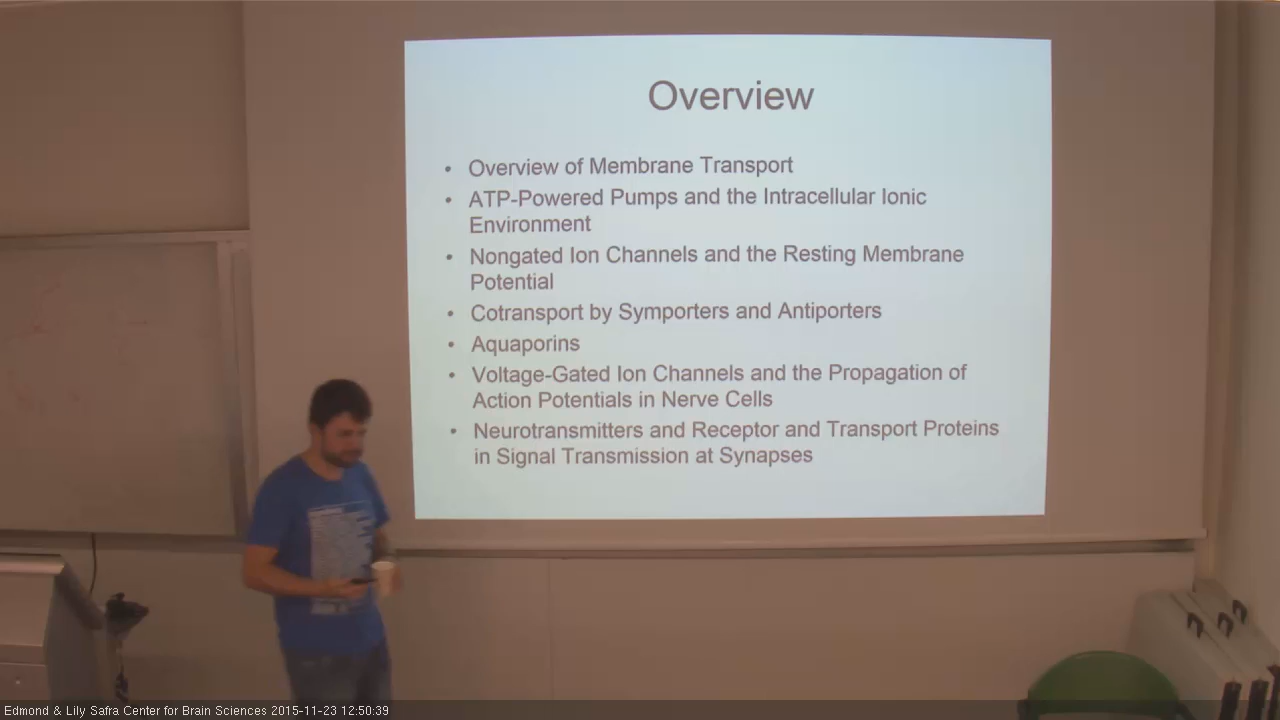 Overview
• Overview of Membrane Transport
• ATP-Powered Pumps and the Intracellular Ionic
Environment
• Nongated Ion Channels and the Resting Membrane
Potential
• Cotransport by Symporters and Antiporters
• Aquaporins
• Voltage-Gated Ion Channels and the Propagation of
Action Potentials in Nerve Cells
• Neurotransmitters and Receptor and Transport Proteins
in Signal Transmission at Synapses
Edmond & Lily Safra Center for Brain Sciences 2015-11-23 12:50:39